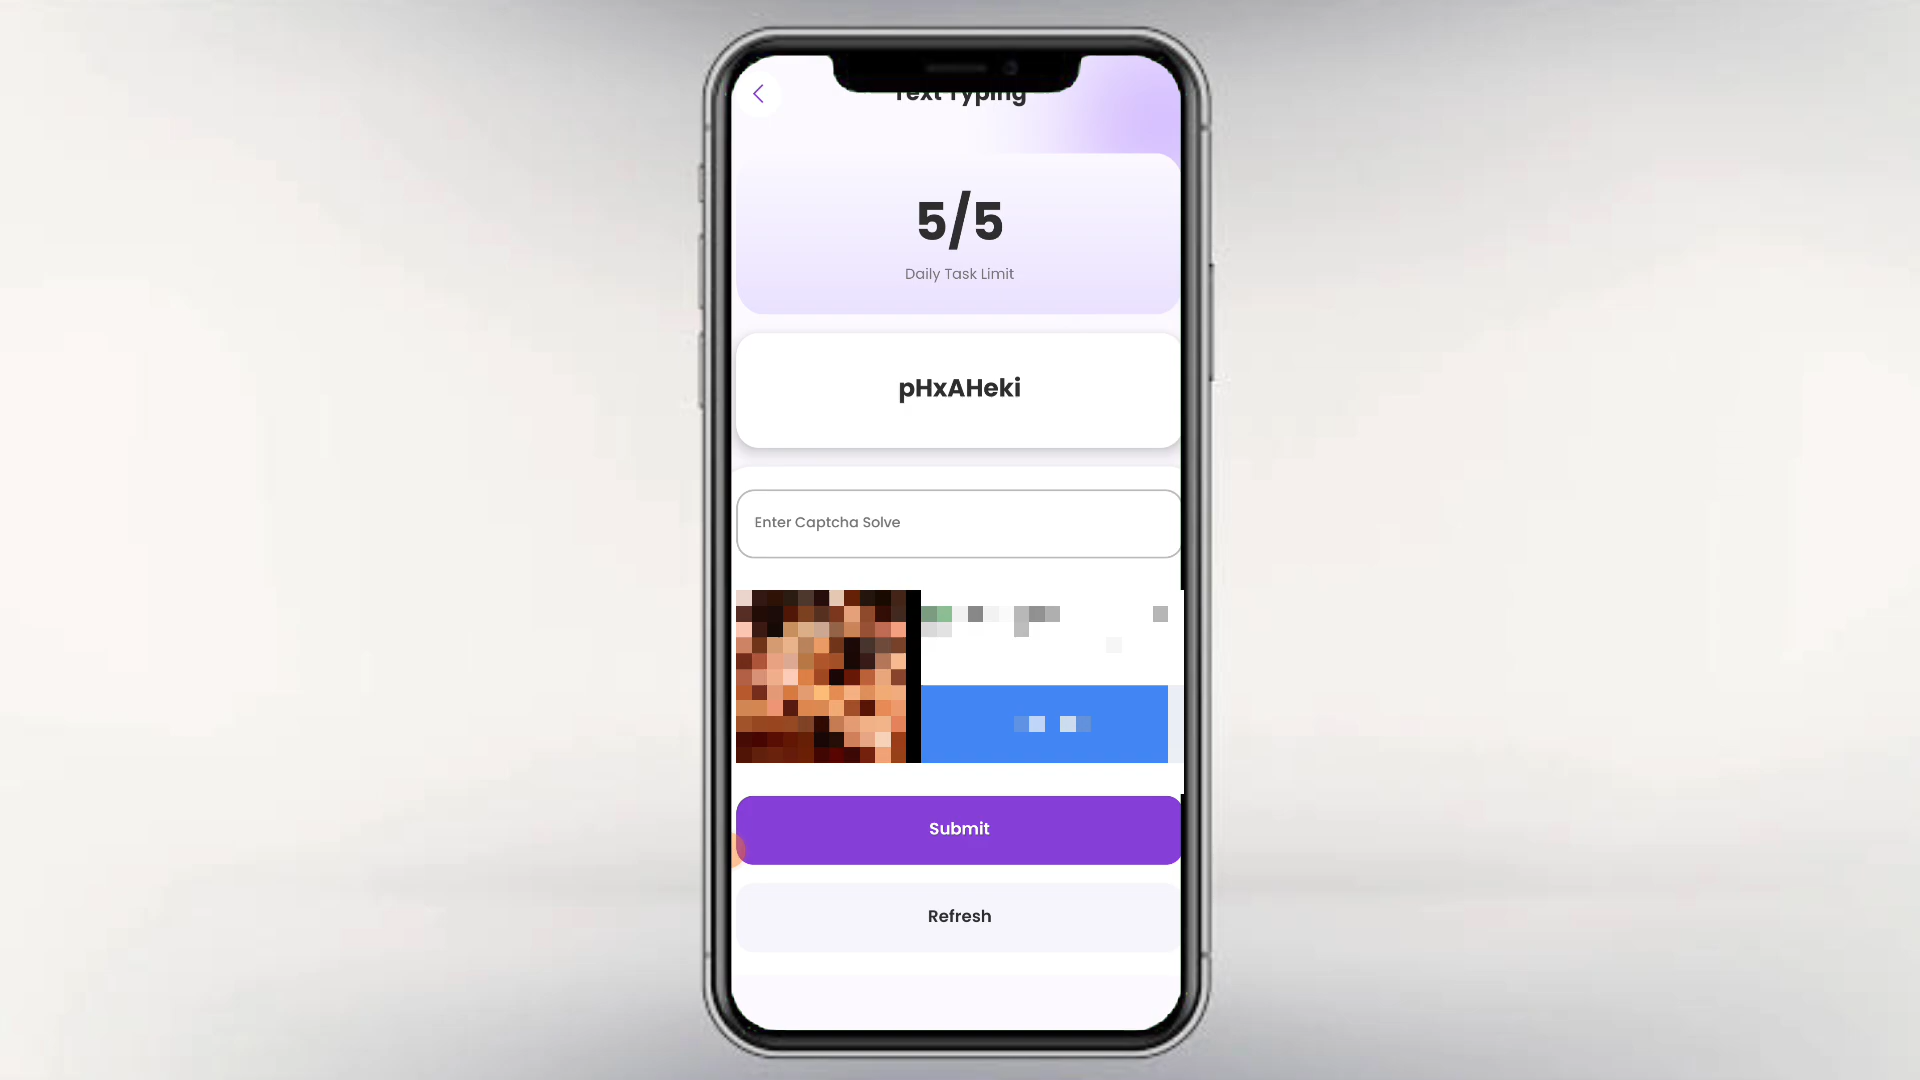 Text Typing
5/5
Daily Task Limit
pHxAHeki
Enter Captcha Solve
Submit
Refresh